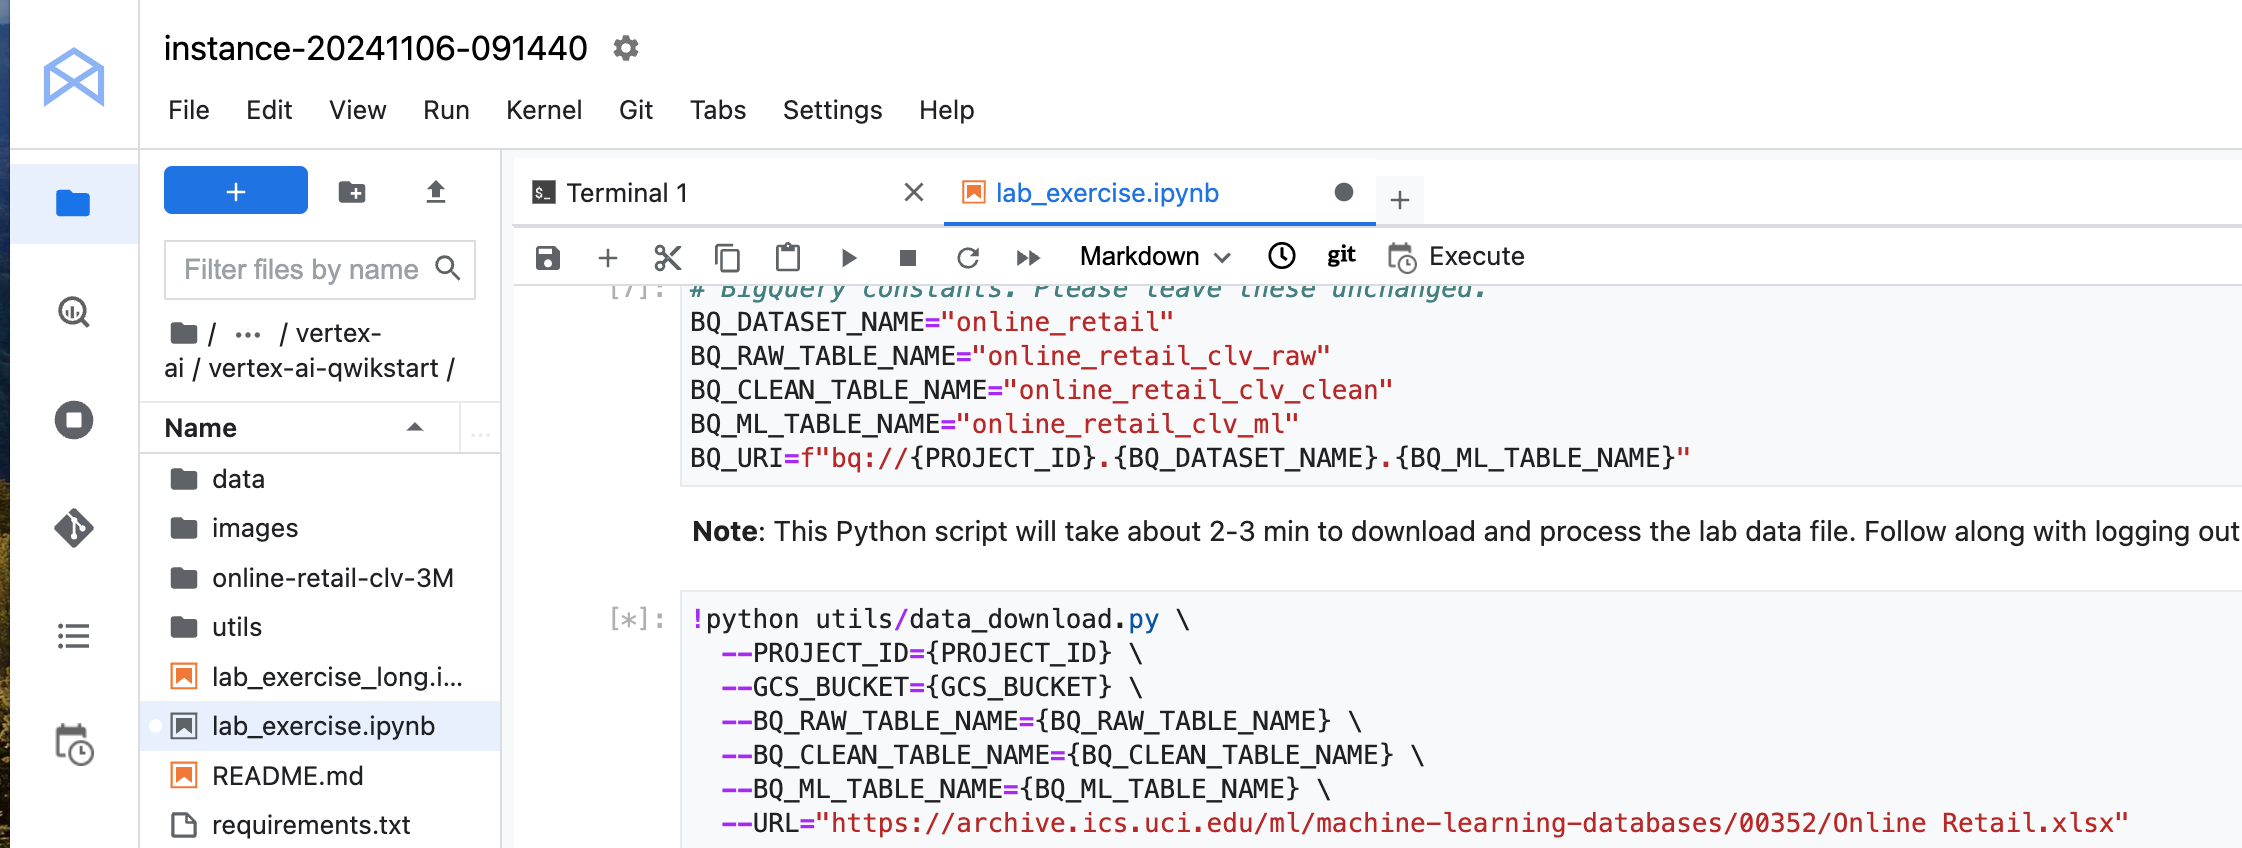 instance-20241106-091440
File Edit View Run Kernel Git Tabs Settings Help
+
Filter files by name
/ ··· / vertex-
ai / vertex-ai-qwikstart /
Name ...
data
images
online-retail-clv-3M
utils
lab_exercise_long.i...
lab_exercise.ipynb
README.md
requirements.txt
$_ Terminal 1 lab_exercise.ipynb +
Markdown git Execute
[7]: # BigQuery constants. Please leave these unchanged.
BQ_DATASET_NAME="online_retail"
BQ_RAW_TABLE_NAME="online_retail_clv_raw"
BQ_CLEAN_TABLE_NAME="online_retail_clv_clean"
BQ_ML_TABLE_NAME="online_retail_clv_ml"
BQ_URI=f"bq://{PROJECT_ID}.{BQ_DATASET_NAME}.{BQ_ML_TABLE_NAME}"
Note: This Python script will take about 2-3 min to download and process the lab data file. Follow along with logging out
[*]: !python utils/data_download.py \
--PROJECT_ID={PROJECT_ID} \
--GCS_BUCKET={GCS_BUCKET} \
--BQ_RAW_TABLE_NAME={BQ_RAW_TABLE_NAME} \
--BQ_CLEAN_TABLE_NAME={BQ_CLEAN_TABLE_NAME} \
--BQ_ML_TABLE_NAME={BQ_ML_TABLE_NAME} \
--URL="https://archive.ics.uci.edu/ml/machine-learning-databases/00352/Online Retail.xlsx"